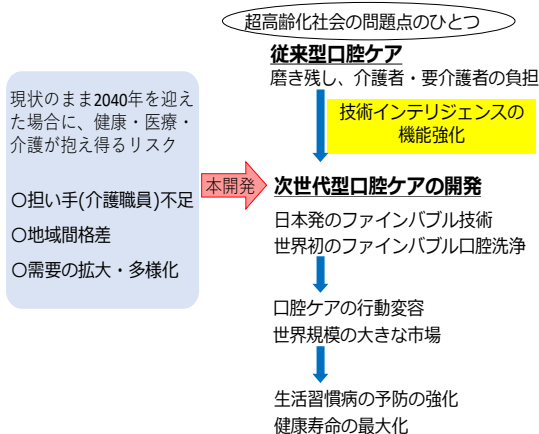 超高齢化社会の問題点のひとつ
従来型口腔ケア
磨き残し、介護者・要介護者の負担
技術インテリジェンスの
機能強化
現状のまま2040年を迎え
た場合に、健康・医療・
介護が抱え得るリスク
○担い手(介護職員)不足
○地域間格差
○需要の拡大・多様化
本開発
次世代型口腔ケアの開発
日本発のファインバブル技術
世界初のファインバブル口腔洗浄
口腔ケアの行動変容
世界規模の大きな市場
生活習慣病の予防の強化
健康寿命の最大化